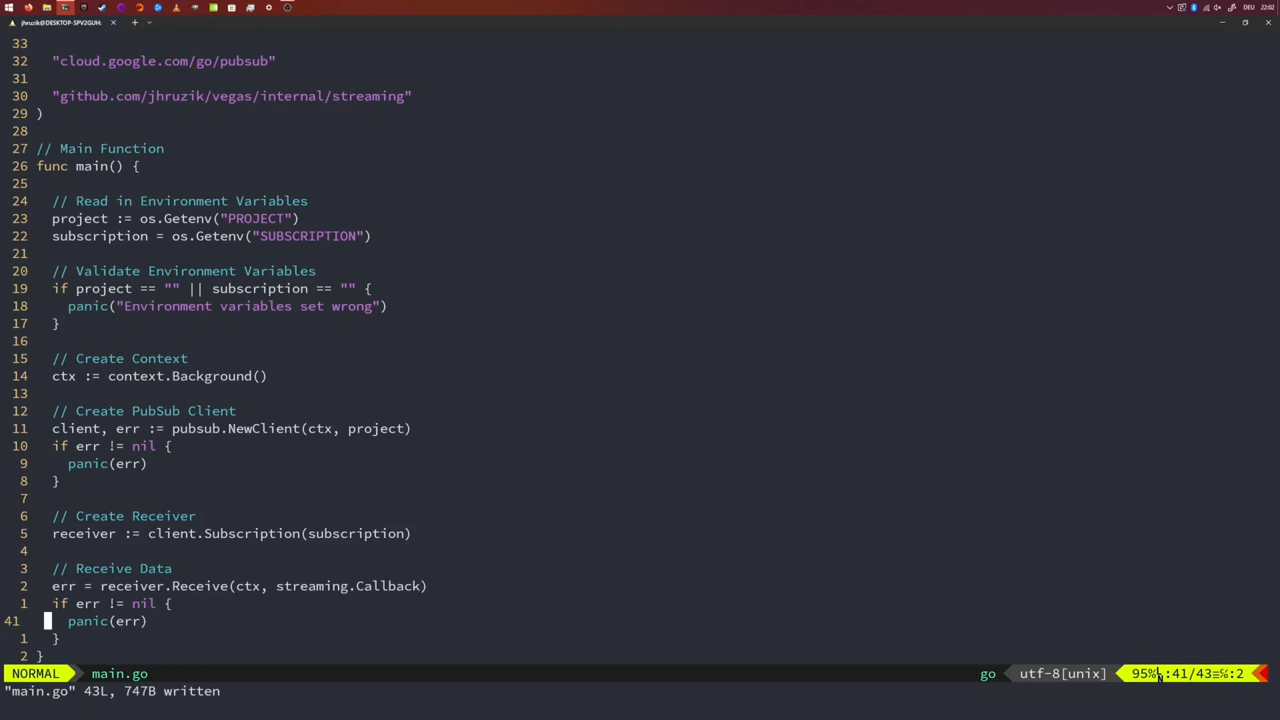 jhruzik@DESKTOP-SPV2GUH:
DEU 22:02
33
32 "cloud.google.com/go/pubsub"
31
30 "github.com/jhruzik/vegas/internal/streaming"
29 )
28
27 // Main Function
26 func main() {
25
24 // Read in Environment Variables
23 project := os.Getenv("PROJECT")
22 subscription = os.Getenv("SUBSCRIPTION")
21
20 // Validate Environment Variables
19 if project == "" || subscription == "" {
18 panic("Environment variables set wrong")
17 }
16
15 // Create Context
14 ctx := context.Background()
13
12 // Create PubSub Client
11 client, err := pubsub.NewClient(ctx, project)
10 if err != nil {
9 panic(err)
8 }
7
6 // Create Receiver
5 receiver := client.Subscription(subscription)
4
3 // Receive Data
2 err = receiver.Receive(ctx, streaming.Callback)
1 if err != nil {
41 panic(err)
1 }
2 }
NORMAL main.go go utf-8[unix] 95% :41/43≡℅:2
"main.go" 43L, 747B written